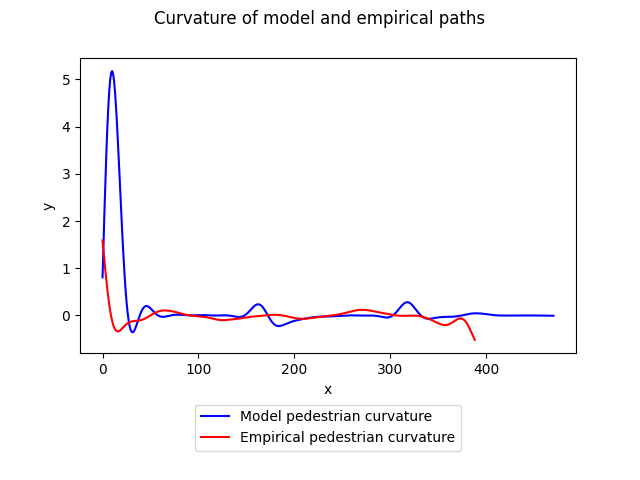 Curvature of model and empirical paths
5
4
3
2
1
0
y
0 100 200 300 400
x
Model pedestrian curvature
Empirical pedestrian curvature